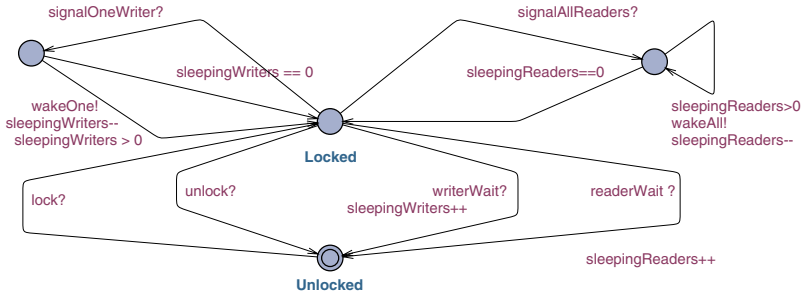 signalOneWriter?
signalAllReaders?
sleepingWriters == 0
sleepingReaders==0
wakeOne!
sleepingWriters--
sleepingWriters > 0
sleepingReaders>0
wakeAll!
sleepingReaders--
Locked
lock?
unlock?
writerWait?
sleepingWriters++
readerWait ?
sleepingReaders++
Unlocked